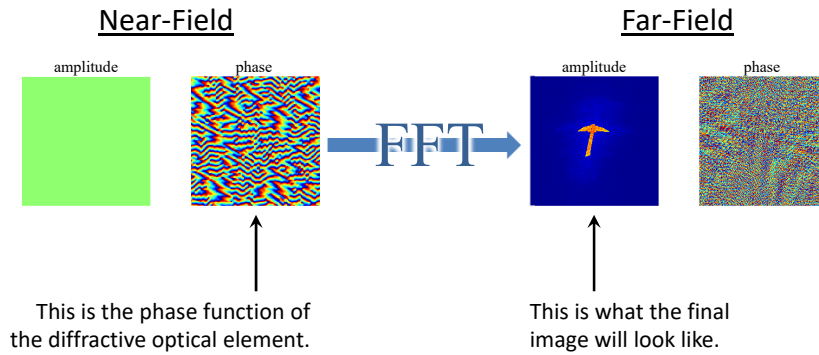 Near-Field
Far-Field
amplitude
phase
FFT
amplitude
phase
This is the phase function of
the diffractive optical element.
This is what the final
image will look like.